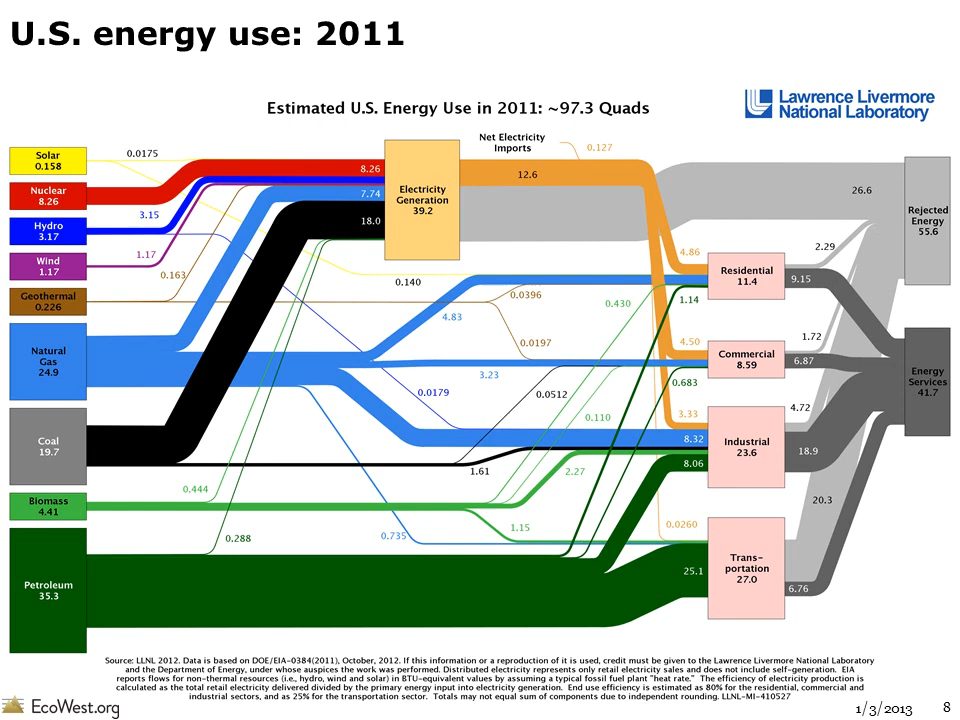 U.S. energy use: 2011
Estimated U.S. Energy Use in 2011: ~97.3 Quads
Lawrence Livermore
National Laboratory
Net Electricity
Imports
0.127
Solar
0.158
0.0175
Nuclear
8.26
8.26
12.6
26.6
Electricity
Generation
39.2
7.74
18.0
Rejected
Energy
55.6
Hydro
3.17
3.15
Wind
1.17
1.17
0.163
4.86
2.29
Residential
11.4
9.15
0.140
Geothermal
0.226
0.0396
0.430
1.14
4.83
Natural
Gas
24.9
0.0197
4.50
1.72
Commercial
8.59
6.87
3.23
0.683
Energy
Services
41.7
0.0179
0.0512
0.110
3.33
4.72
Coal
19.7
8.32
Industrial
23.6
18.9
8.06
1.61
2.27
0.444
Biomass
4.41
20.3
0.288
0.735
1.15
0.0260
Trans-
portation
27.0
25.1
6.76
Petroleum
35.3
Source: LLNL 2012. Data is based on DOE/EIA-0384(2011), October, 2012. If this information or a reproduction of it is used, credit must be given to the Lawrence Livermore National Laboratory
and the Department of Energy, under whose auspices the work was performed. Distributed electricity represents only retail electricity sales and does not include self-generation. EIA
reports flows for non-thermal resources (i.e., hydro, wind and solar) in BTU-equivalent values by assuming a typical fossil fuel plant "heat rate." The efficiency of electricity production is
calculated as the total retail electricity delivered divided by the primary energy input into electricity generation. End use efficiency is estimated as 80% for the residential, commercial and
industrial sectors, and as 25% for the transportation sector. Totals may not equal sum of components due to independent rounding. LLNL-MI-410527
EcoWest.org
1/3/2013
8